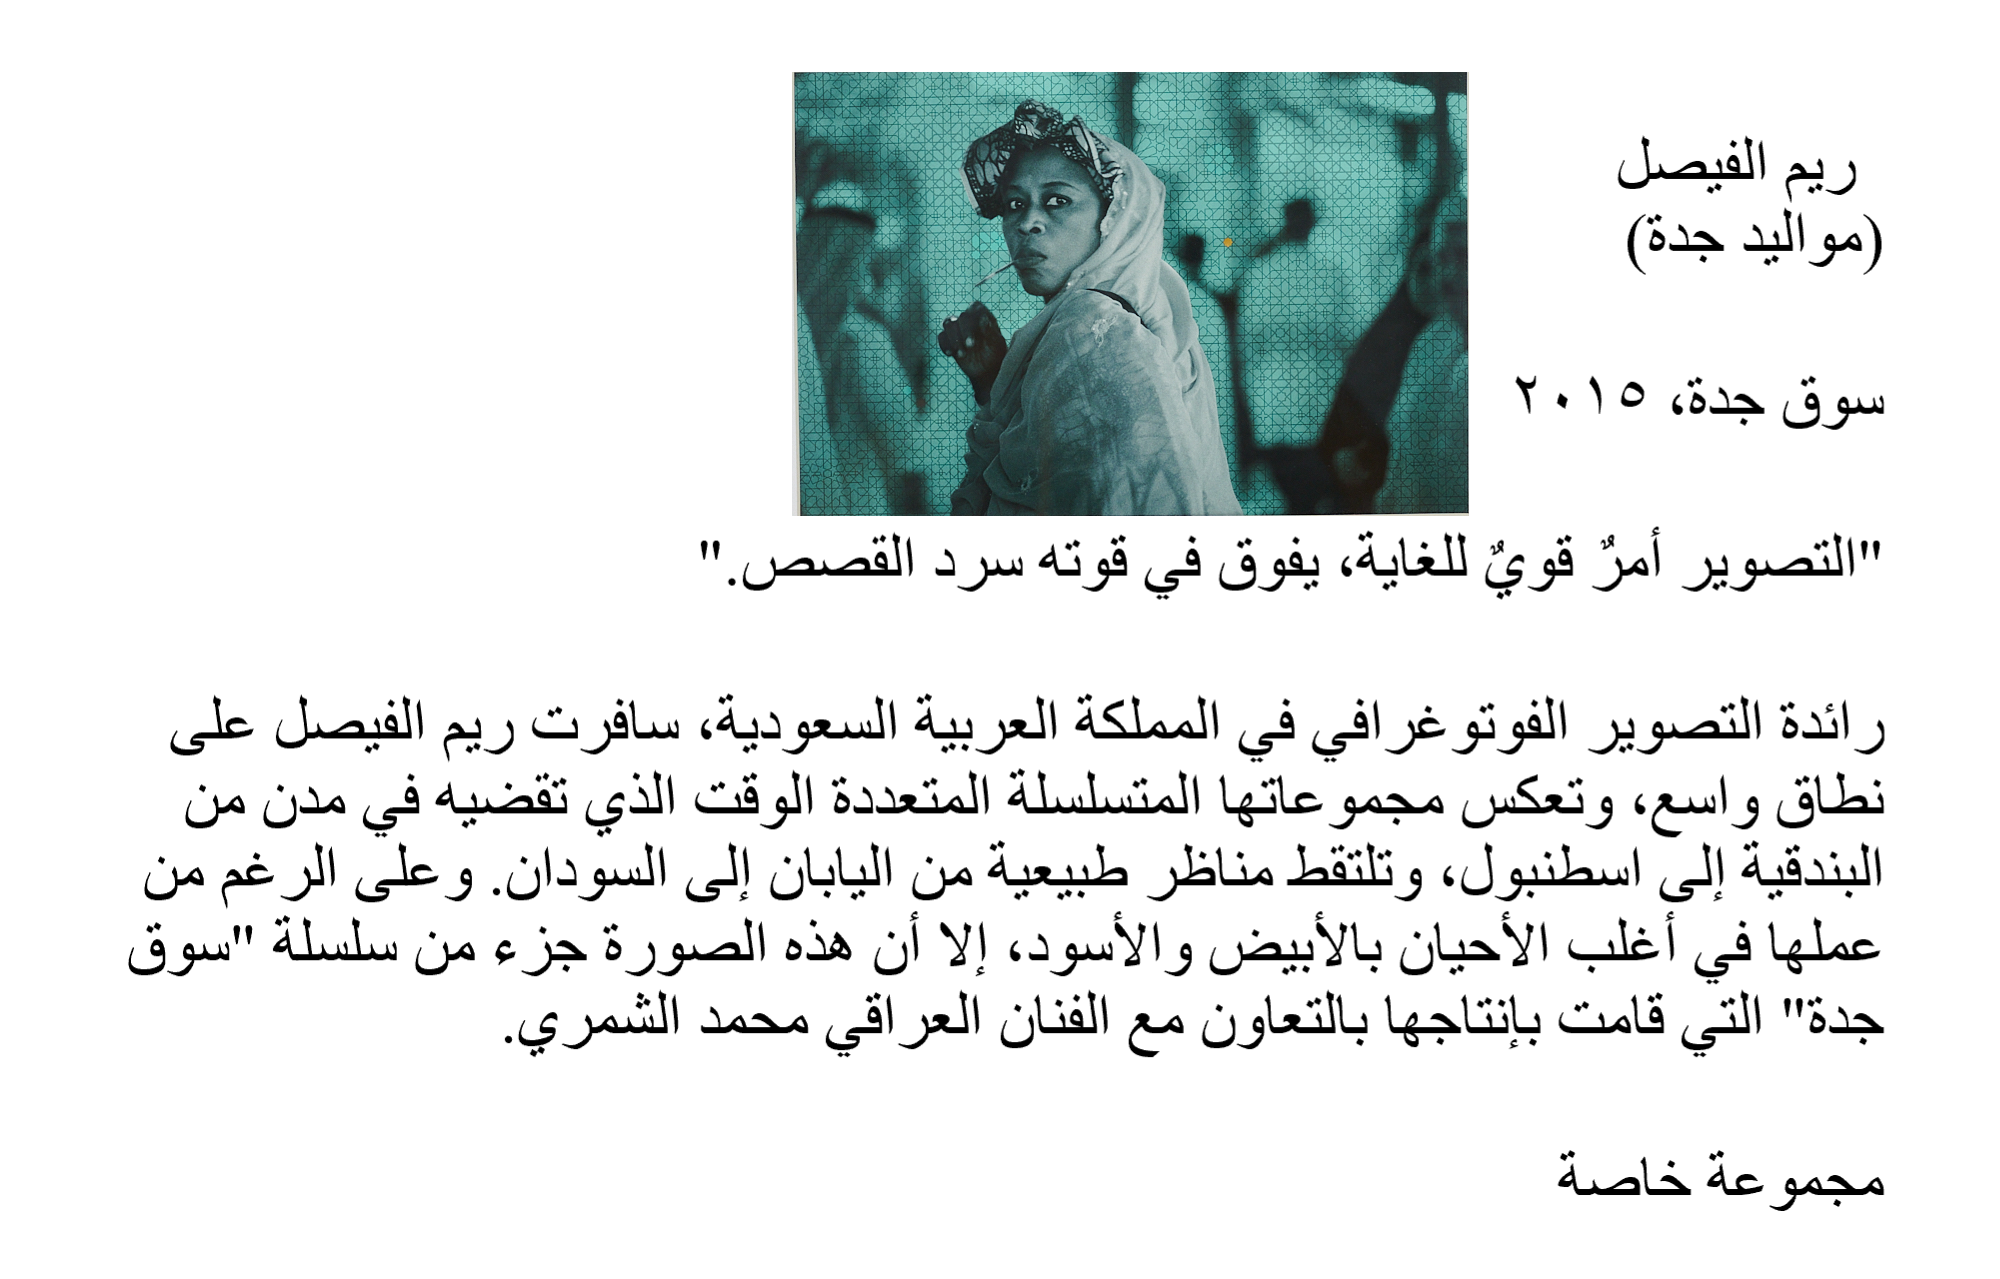 ريم الفيصل
(مواليد جدة)
سوق جدة، ٢٠١٥
"التصوير أمرٌ قويٌ للغاية، يفوق في قوته سرد القصص."
رائدة التصوير الفوتوغرافي في المملكة العربية السعودية، سافرت ريم الفيصل على
نطاق واسع، وتعكس مجموعاتها المتسلسلة المتعددة الوقت الذي تقضيه في مدن من
البندقية إلى اسطنبول، وتلتقط مناظر طبيعية من اليابان إلى السودان. وعلى الرغم من
عملها في أغلب الأحيان بالأبيض والأسود، إلا أن هذه الصورة جزء من سلسلة "سوق
جدة" التي قامت بإنتاجها بالتعاون مع الفنان العراقي محمد الشمري.
مجموعة خاصة